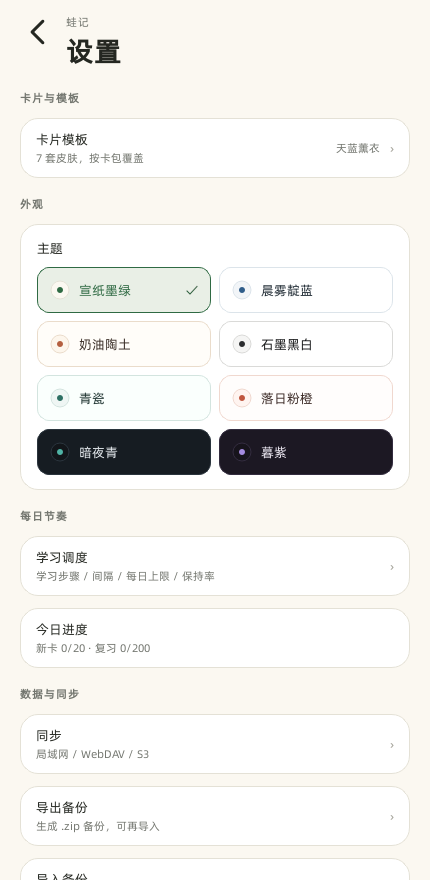 蛙记
设置
卡片与模板
卡片模板
7 套皮肤，按卡包覆盖
天蓝薰衣 ›
外观
主题
宣纸墨绿
晨雾靛蓝
奶油陶土
石墨黑白
青瓷
落日粉橙
暗夜青
暮紫
每日节奏
学习调度
学习步骤 / 间隔 / 每日上限 / 保持率
›
今日进度
新卡 0/20 · 复习 0/200
数据与同步
同步
局域网 / WebDAV / S3
›
导出备份
生成 .zip 备份，可再导入
›
导入备份